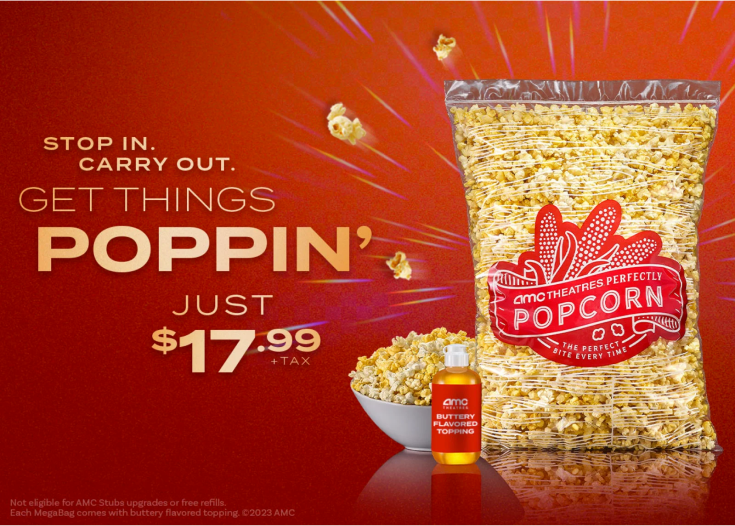 STOP IN.
CARRY OUT.
GET THINGS
POPPIN'
JUST
$17.99
+TAX
amc THEATRES PERFECTLY
POPCORN
THE PERFECT
BITE EVERY TIME
amc
THEATRES
BUTTERY
FLAVORED
TOPPING
Not eligible for AMC Stubs upgrades or free refills.
Each MegaBag comes with buttery flavored topping. ©2023 AMC